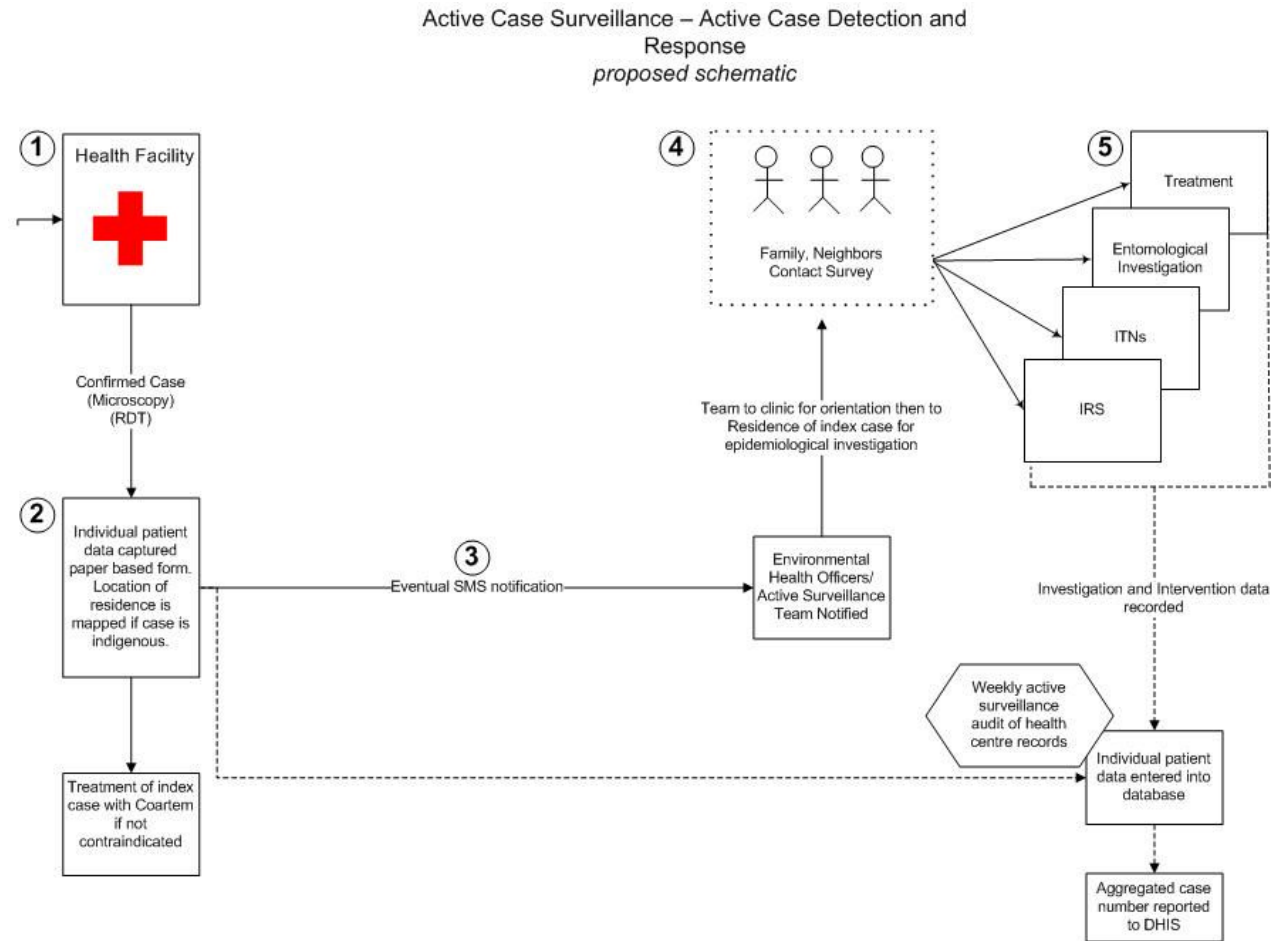 Active Case Surveillance – Active Case Detection and
Response
proposed schematic
1
Health Facility
Confirmed Case
(Microscopy)
(RDT)
2
Individual patient
data captured
paper based form.
Location of
residence is
mapped if case is
indigenous.
Treatment of index
case with Coartem
if not
contraindicated
3
Eventual SMS notification
Environmental
Health Officers/
Active Surveillance
Team Notified
Team to clinic for orientation then to
Residence of index case for
epidemiological investigation
4
Family, Neighbors
Contact Survey
5
Treatment
Entomological
Investigation
ITNs
IRS
Investigation and Intervention data
recorded
Weekly active
surveillance
audit of health
centre records
Individual patient
data entered into
database
Aggregated case
number reported
to DHIS